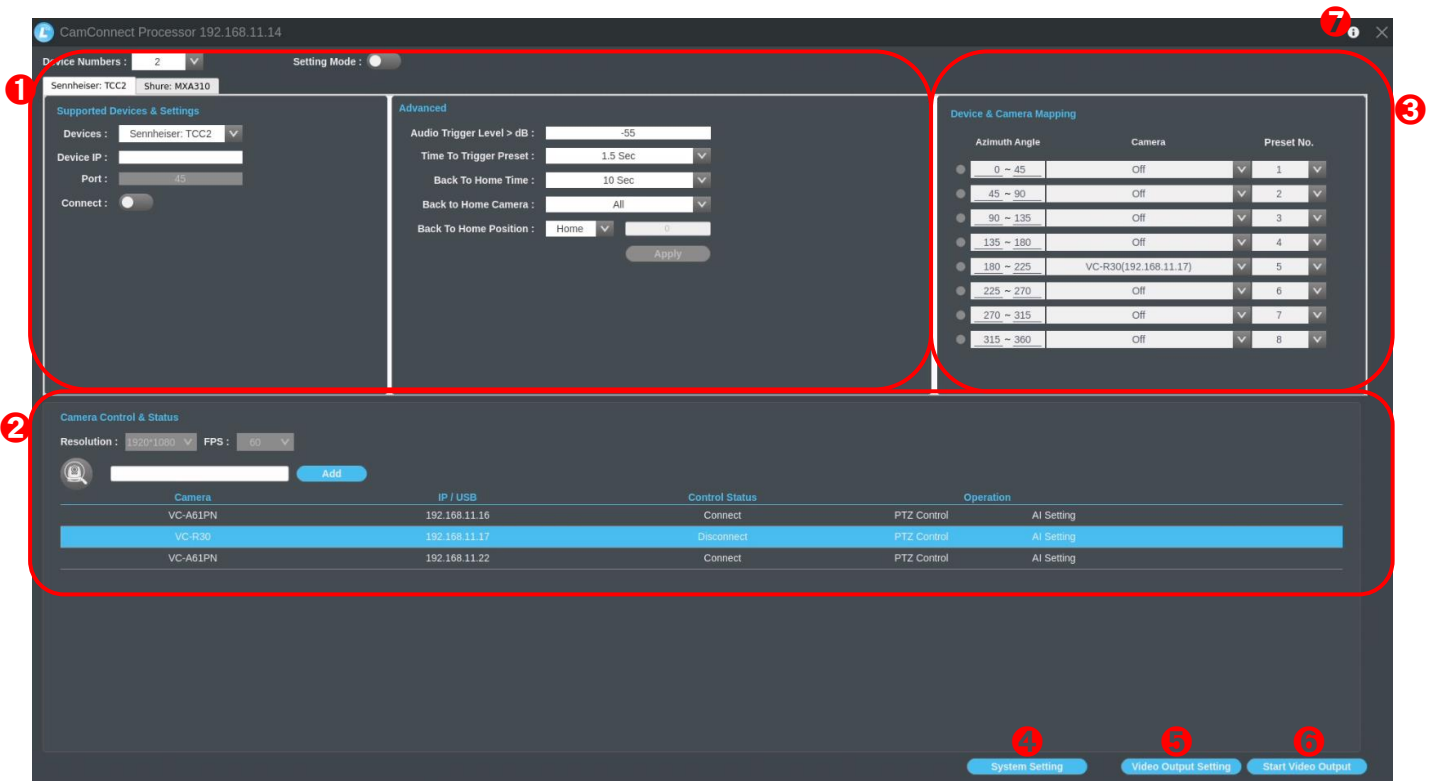 7
CamConnect Processor 192.168.11.14
Device Numbers : 2 Setting Mode :
1
Sennheiser: TCC2 Shure: MXA310
3
Supported Devices & Settings
Devices : Sennheiser: TCC2
Device IP :
Port : 45
Connect :
Advanced
Audio Trigger Level > dB : -55
Time To Trigger Preset : 1.5 Sec
Back To Home Time : 10 Sec
Back to Home Camera : All
Back To Home Position : Home 0
Apply
Device & Camera Mapping
Azimuth Angle Camera Preset No.
0 ~ 45 Off 1
45 ~ 90 Off 2
90 ~ 135 Off 3
135 ~ 180 Off 4
180 ~ 225 VC-R30(192.168.11.17) 5
225 ~ 270 Off 6
270 ~ 315 Off 7
315 ~ 360 Off 8
2
Camera Control & Status
Resolution : 1920*1080 FPS : 60
Add
Camera IP / USB Control Status Operation
VC-A61PN 192.168.11.16 Connect PTZ Control AI Setting
VC-R30 192.168.11.17 Disconnect PTZ Control AI Setting
VC-A61PN 192.168.11.22 Connect PTZ Control AI Setting
4 5 6
System Setting Video Output Setting Start Video Output